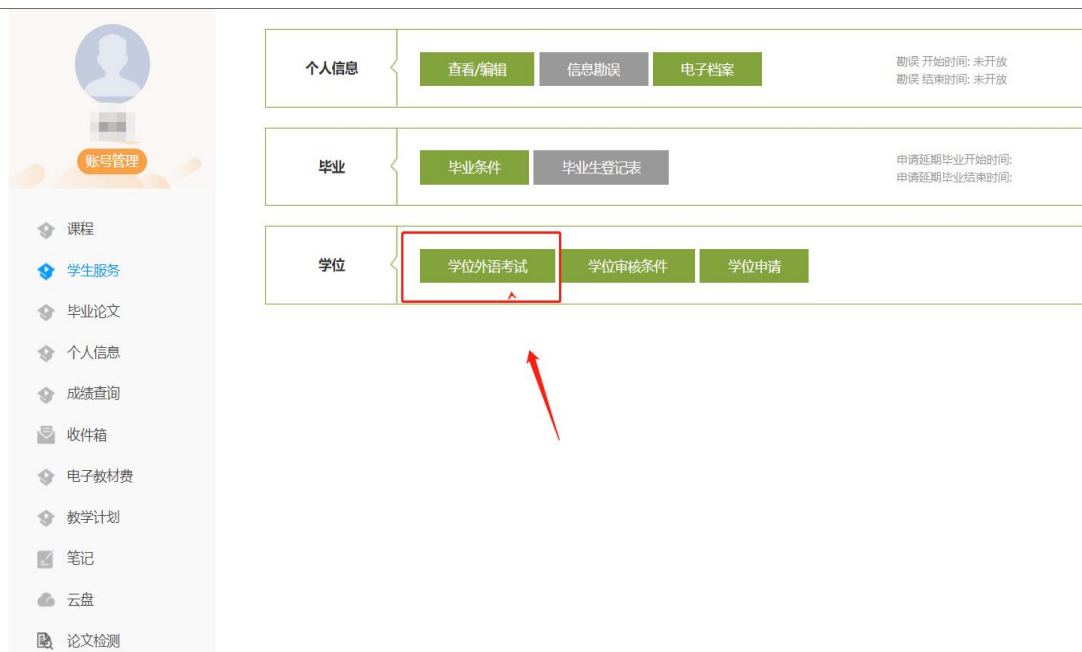 账号管理
课程
学生服务
毕业论文
个人信息
成绩查询
收件箱
电子教材费
教学计划
笔记
云盘
论文检测
个人信息
查看/编辑
信息勘误
电子档案
勘误 开始时间: 未开放
勘误 结束时间: 未开放
毕业
毕业条件
毕业生登记表
申请延期毕业开始时间:
申请延期毕业结束时间:
学位
学位外语考试
学位审核条件
学位申请